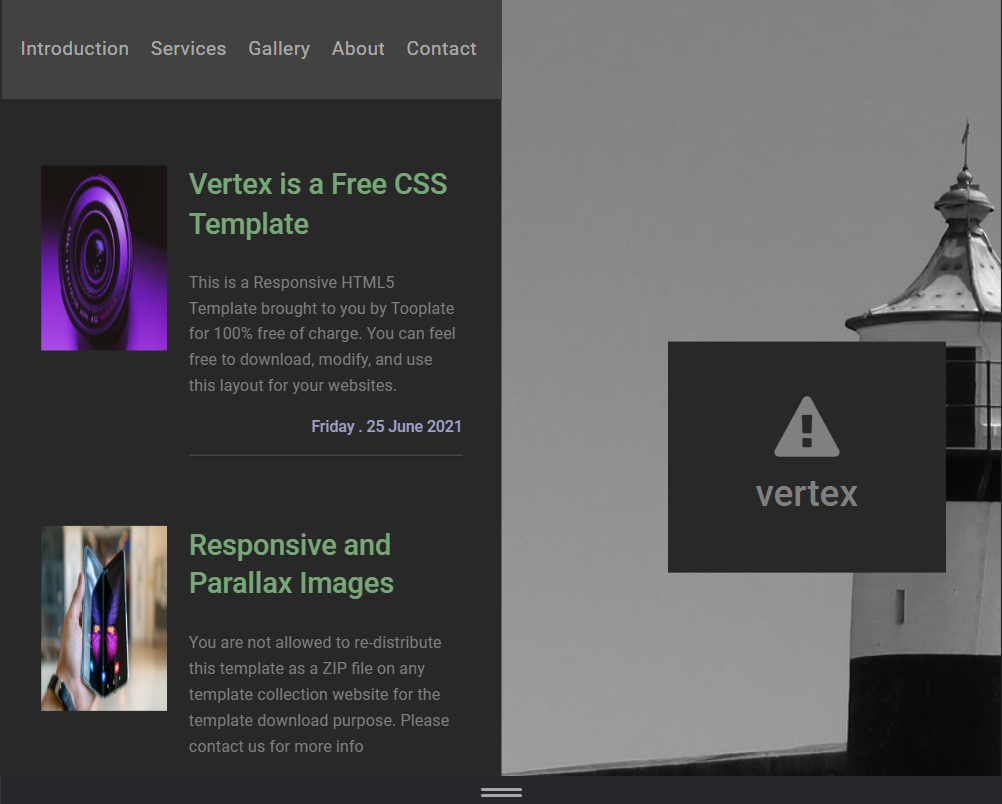 Introduction Services Gallery About Contact
Vertex is a Free CSS
Template
This is a Responsive HTML5
Template brought to you by Tooplate
for 100% free of charge. You can feel
free to download, modify, and use
this layout for your websites.
Friday . 25 June 2021
Responsive and
Parallax Images
You are not allowed to re-distribute
this template as a ZIP file on any
template collection website for the
template download purpose. Please
contact us for more info
vertex